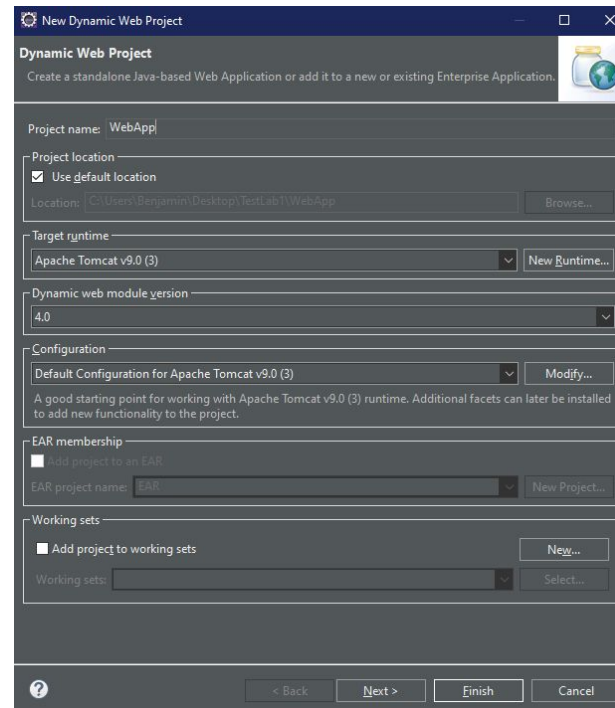 New Dynamic Web Project
Dynamic Web Project
Create a standalone Java-based Web Application or add it to a new or existing Enterprise Application.
Project name: WebApp
Project location
Use default location
Location: C:\Users\Benjamin\Desktop\TestLab1\WebApp Browse...
Target runtime
Apache Tomcat v9.0 (3) New Runtime...
Dynamic web module version
4.0
Configuration
Default Configuration for Apache Tomcat v9.0 (3) Modify...
A good starting point for working with Apache Tomcat v9.0 (3) runtime. Additional facets can later be installed
to add new functionality to the project.
EAR membership
Add project to an EAR
EAR project name: EAR New Project...
Working sets
Add project to working sets New...
Working sets: Select...
? < Back Next > Finish Cancel